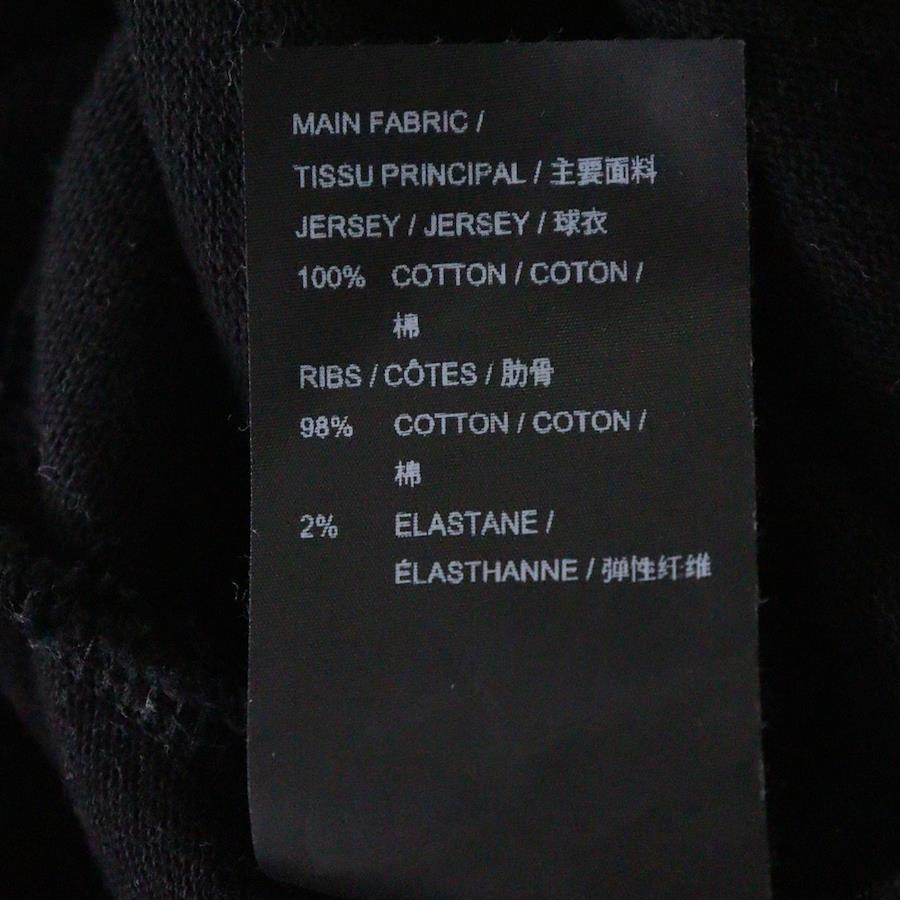 MAIN FABRIC /
TISSU PRINCIPAL / 主要面料
JERSEY / JERSEY / 球衣
100% COTTON / COTON /
棉
RIBS / CÔTES / 肋骨
98% COTTON / COTON /
棉
2% ELASTANE /
ÉLASTHANNE / 弹性纤维